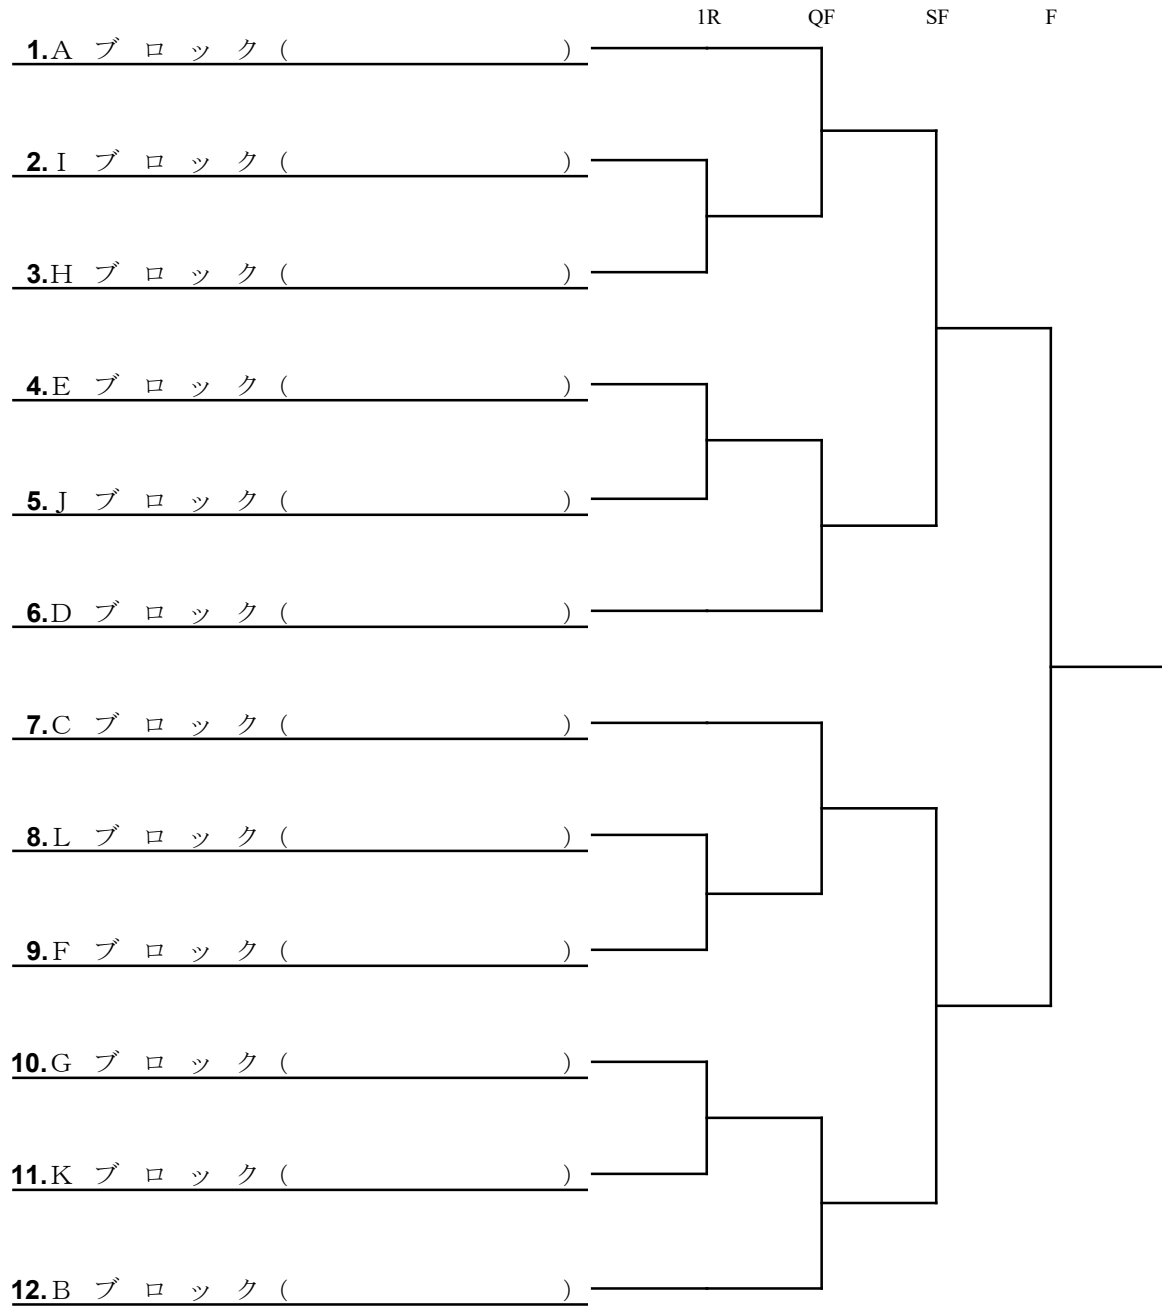 1R QF SF F
1.A ブ ロ ッ ク ( )
2.I ブ ロ ッ ク ( )
3.H ブ ロ ッ ク ( )
4.E ブ ロ ッ ク ( )
5.J ブ ロ ッ ク ( )
6.D ブ ロ ッ ク ( )
7.C ブ ロ ッ ク ( )
8.L ブ ロ ッ ク ( )
9.F ブ ロ ッ ク ( )
10.G ブ ロ ッ ク ( )
11.K ブ ロ ッ ク ( )
12.B ブ ロ ッ ク ( )